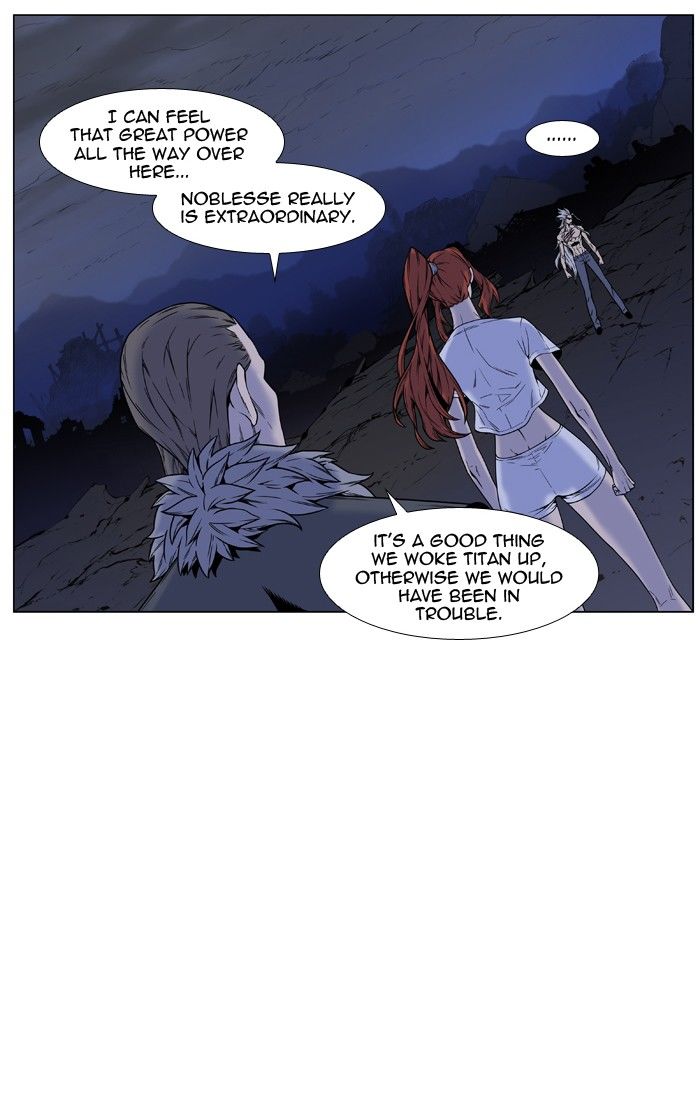 I CAN FEEL
THAT GREAT POWER
ALL THE WAY OVER
HERE...
NOBLESSE REALLY
IS EXTRAORDINARY.
......
IT'S A GOOD THING
WE WOKE TITAN UP,
OTHERWISE WE WOULD
HAVE BEEN IN
TROUBLE.